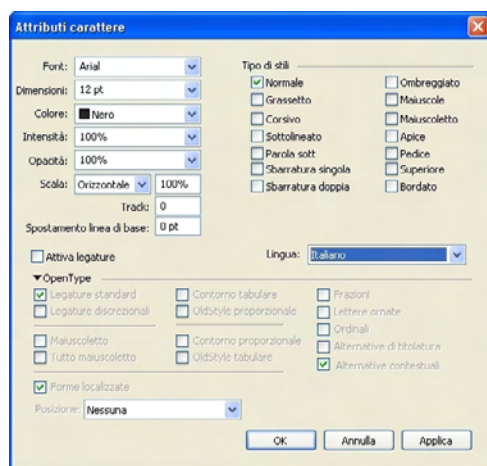 Attributi carattere
Font: Arial
Dimensioni: 12 pt
Colore: Nero
Intensità: 100%
Opacità: 100%
Scala: Orizzontale 100%
Track: 0
Spostamento linea di base: 0 pt
Tipo di stili
Normale
Grassetto
Corsivo
Sottolineato
Parola sott
Sbarratura singola
Sbarratura doppia
Ombreggiato
Maiuscole
Maiuscoletto
Apice
Pedice
Superiore
Bordato
Attiva legature
Lingua: Italiano
OpenType
Legature standard
Legature discrezionali
Maiuscoletto
Tutto maiuscoletto
Contorno tabulare
OldStyle proporzionale
Contorno proporzionale
OldStyle tabulare
Frazioni
Lettere ornate
Ordinali
Alternative di titolatura
Alternative contestuali
Forme localizzate
Posizione: Nessuna
OK Annulla Applica